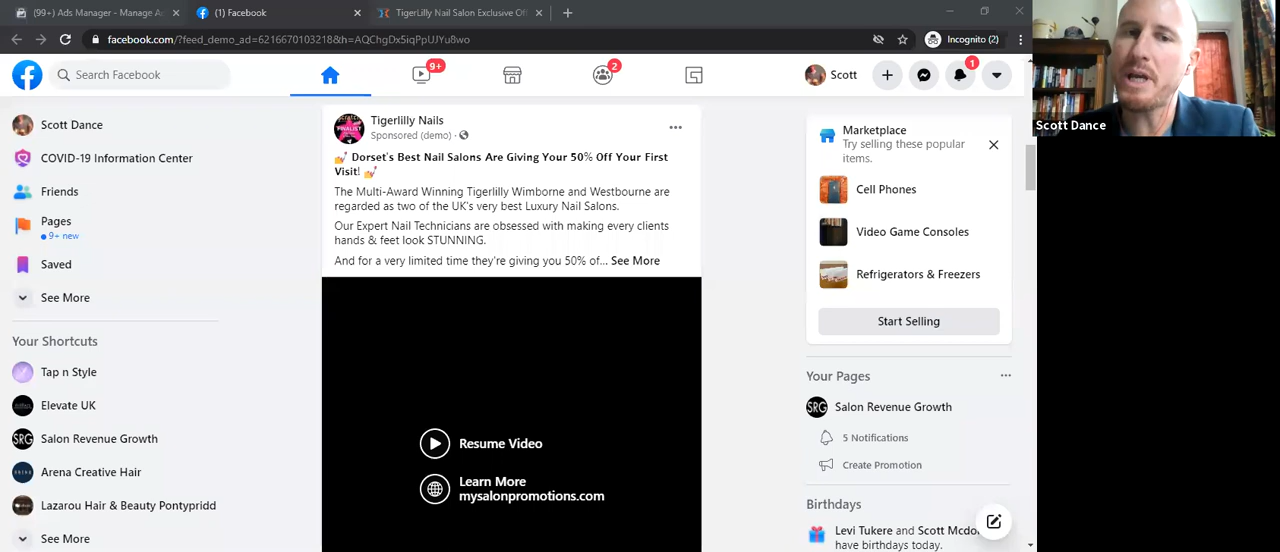 (99+) Ads Manager - Manage A
(1) Facebook
TigerLilly Nail Salon Exclusive Of
facebook.com/?feed_demo_ad=6216670103218&h=AQChgDx5iqPpUJYu8wo
Incognito (2)
Search Facebook
9+
2
Scott
1
Scott Dance
Scott Dance
COVID-19 Information Center
Friends
Pages
9+ new
Saved
See More
Your Shortcuts
Tap n Style
Elevate UK
SRG
Salon Revenue Growth
Arena Creative Hair
Lazarou Hair & Beauty Pontypridd
See More
FINALIST
Tigerlilly Nails
Sponsored (demo) ·
💅 Dorset's Best Nail Salons Are Giving Your 50% Off Your First
Visit! 💅
The Multi-Award Winning Tigerlilly Wimborne and Westbourne are
regarded as two of the UK's very best Luxury Nail Salons.
Our Expert Nail Technicians are obsessed with making every clients
hands & feet look STUNNING.
And for a very limited time they're giving you 50% of... See More
Resume Video
Learn More
mysalonpromotions.com
Marketplace
Try selling these popular
items.
Cell Phones
Video Game Consoles
Refrigerators & Freezers
Start Selling
Your Pages
SRG
Salon Revenue Growth
5 Notifications
Create Promotion
Birthdays
Levi Tukere and Scott Mcdo
have birthdays today.